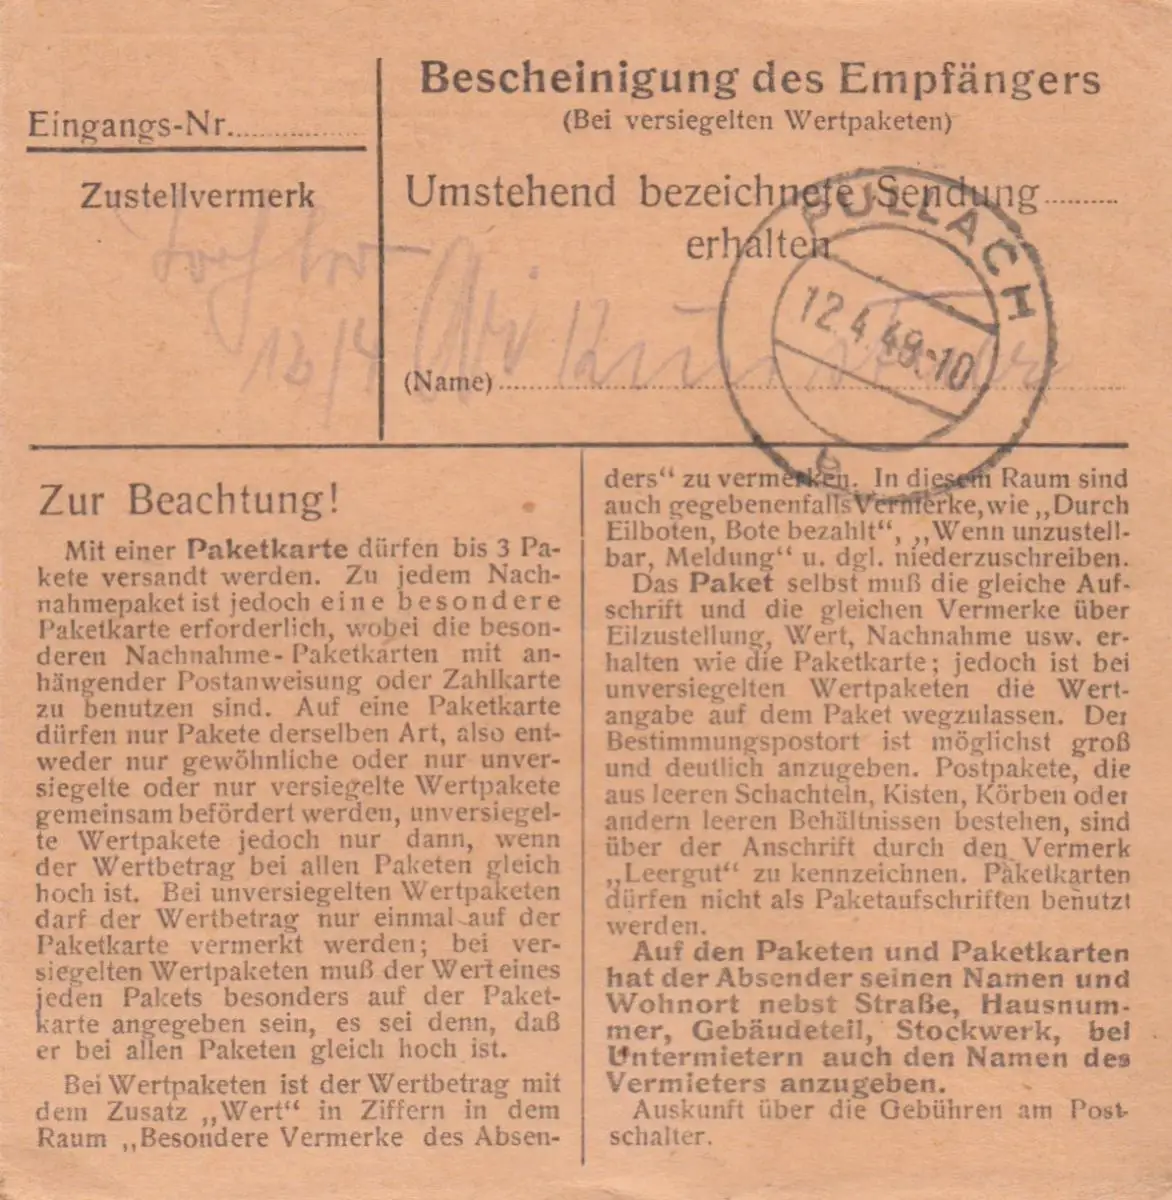 Eingangs-Nr.
Zustellvermerk
Bescheinigung des Empfängers
(Bei versiegelten Wertpaketen)
Umstehend bezeichnete Sendung
erhalten
12/4
(Name)
PULLACH
12.4.48.-10
b
Zur Beachtung!
Mit einer Paketkarte dürfen bis 3 Pa-
kete versandt werden. Zu jedem Nach-
nahmepaket ist jedoch eine besondere
Paketkarte erforderlich, wobei die beson-
deren Nachnahme-Paketkarten mit an-
hängender Postanweisung oder Zahlkarte
zu benutzen sind. Auf eine Paketkarte
dürfen nur Pakete derselben Art, also ent-
weder nur gewöhnliche oder nur unver-
siegelte oder nur versiegelte Wertpakete
gemeinsam befördert werden, unversiegel-
te Wertpakete jedoch nur dann, wenn
der Wertbetrag bei allen Paketen gleich
hoch ist. Bei unversiegelten Wertpaketen
darf der Wertbetrag nur einmal auf der
Paketkarte vermerkt werden; bei ver-
siegelten Wertpaketen muß der Wert eines
jeden Pakets besonders auf der Paket-
karte angegeben sein, es sei denn, daß
er bei allen Paketen gleich hoch ist.
Bei Wertpaketen ist der Wertbetrag mit
dem Zusatz „Wert“ in Ziffern in dem
Raum „Besondere Vermerke des Absen-
ders“ zu vermerken. In diesem Raum sind
auch gegebenenfalls Vermerke, wie „Durch
Eilboten, Bote bezahlt“, „Wenn unzustell-
bar, Meldung“ u. dgl. niederzuschreiben.
Das Paket selbst muß die gleiche Auf-
schrift und die gleichen Vermerke über
Eilzustellung, Wert, Nachnahme usw. er-
halten wie die Paketkarte; jedoch ist bei
unversiegelten Wertpaketen die Wert-
angabe auf dem Paket wegzulassen. Der
Bestimmungspostort ist möglichst groß
und deutlich anzugeben. Postpakete, die
aus leeren Schachteln, Kisten, Körben oder
andern leeren Behältnissen bestehen, sind
über der Anschrift durch den Vermerk
„Leergut“ zu kennzeichnen. Paketkarten
dürfen nicht als Paketaufschriften benutzt
werden.
Auf den Paketen und Paketkarten
hat der Absender seinen Namen und
Wohnort nebst Straße, Hausnum-
mer, Gebäudeteil, Stockwerk, bei
Untermietern auch den Namen des
Vermieters anzugeben.
Auskunft über die Gebühren am Post-
schalter.